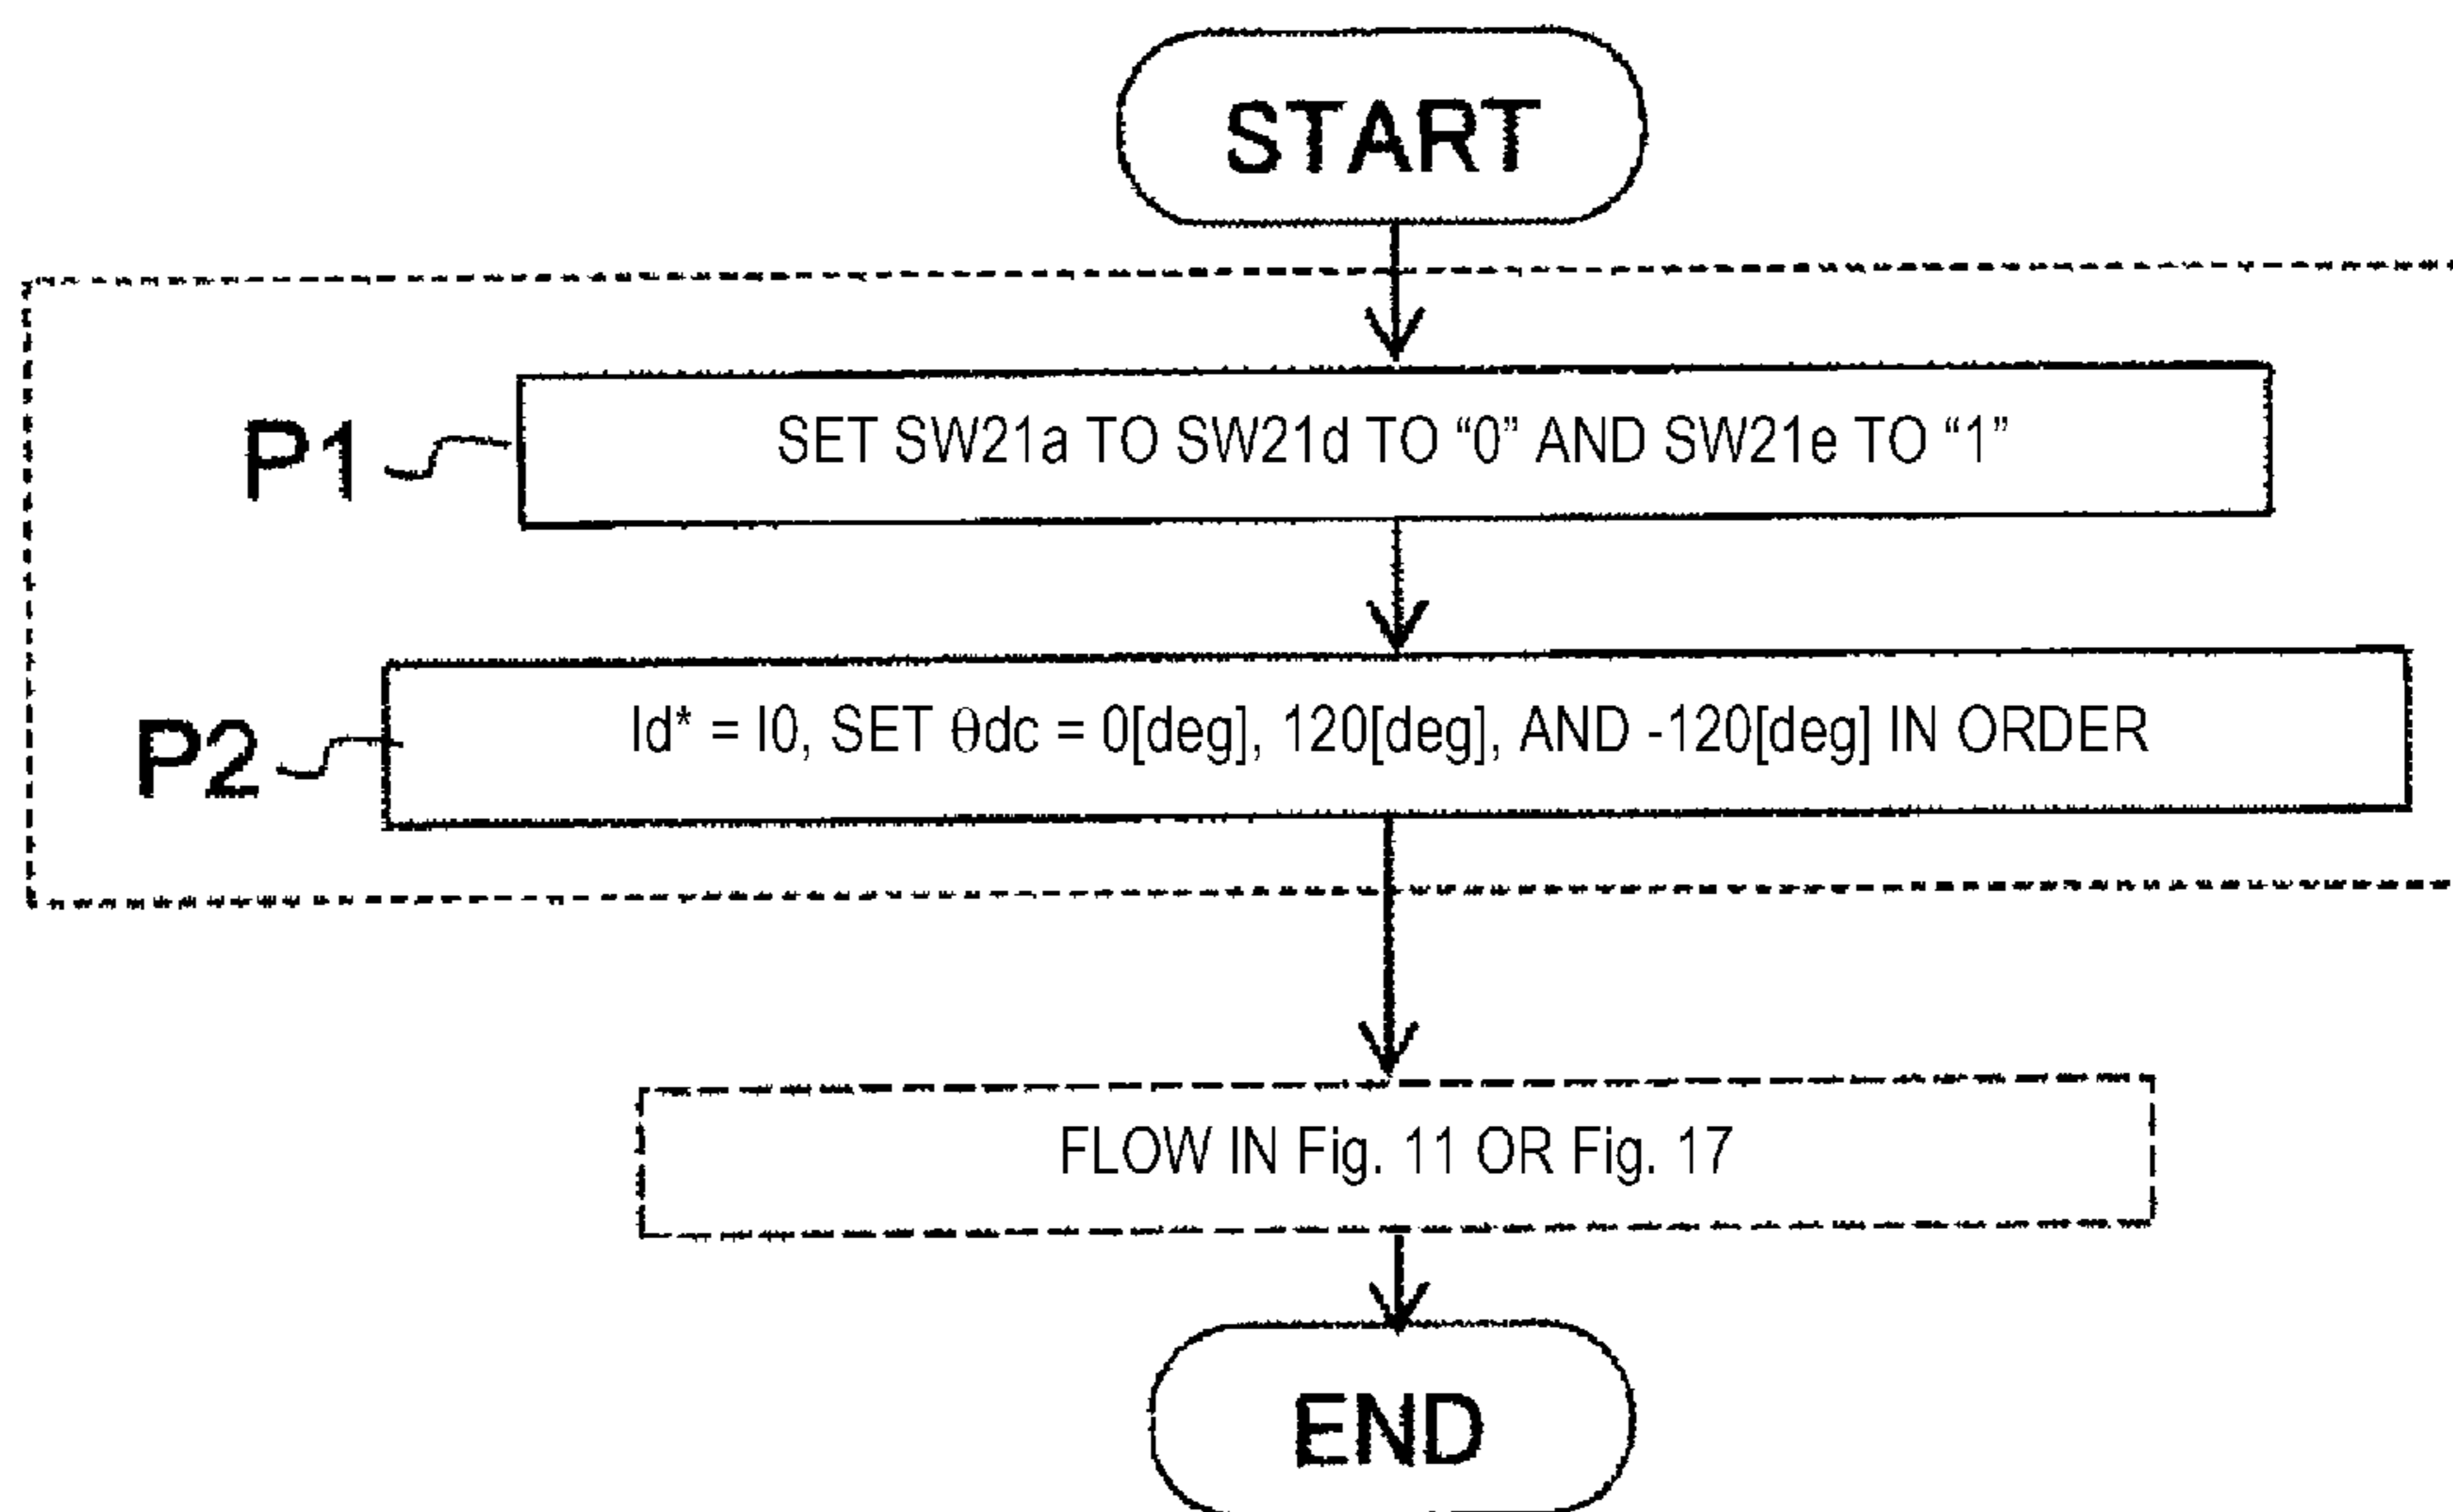 START
P1
SET SW21a TO SW21d TO “0” AND SW21e TO “1”
P2
Id* = I0, SET θdc = 0[deg], 120[deg], AND -120[deg] IN ORDER
FLOW IN Fig. 11 OR Fig. 17
END